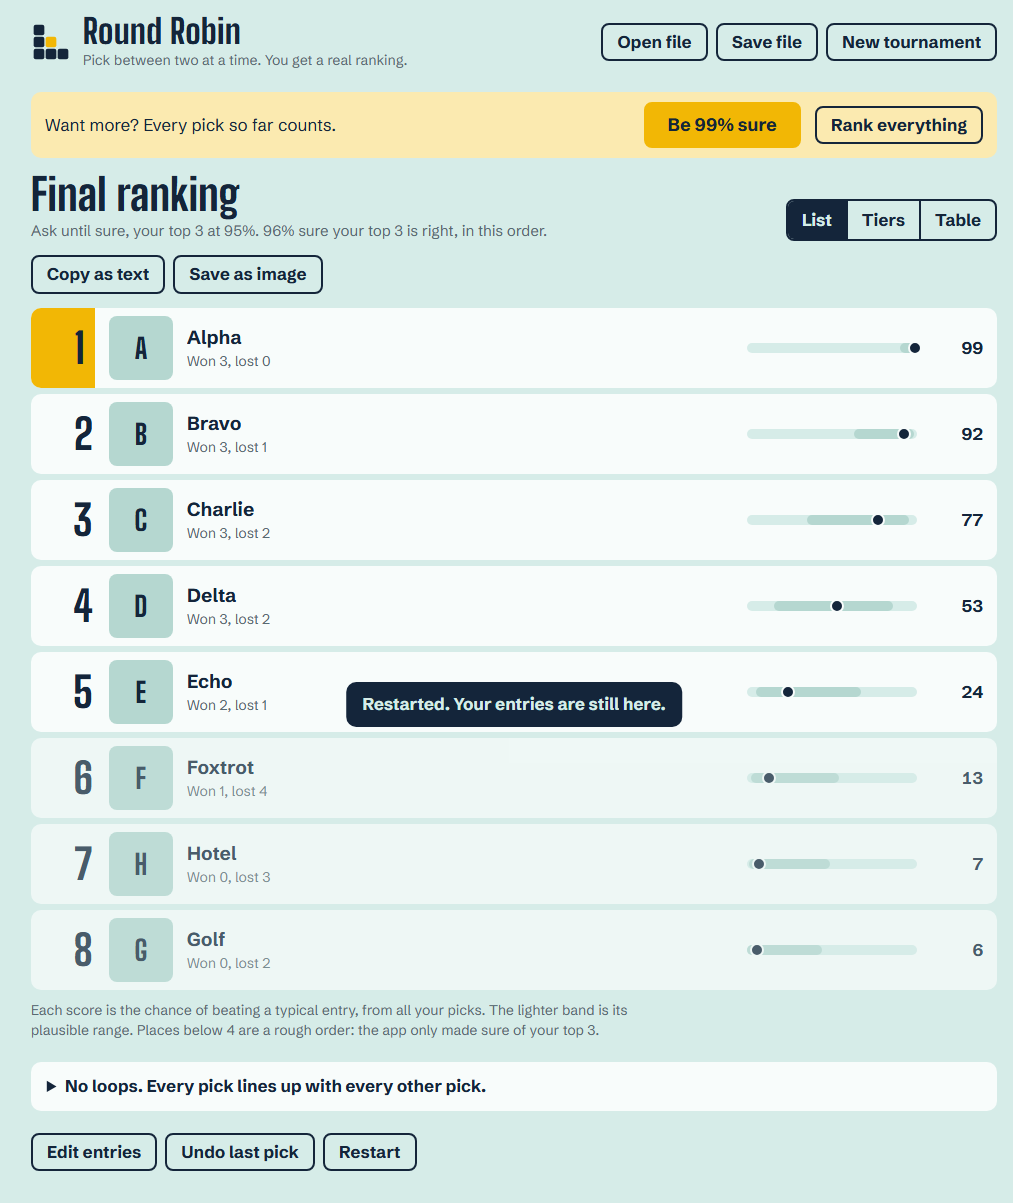 Round Robin
Pick between two at a time. You get a real ranking.
Open file
Save file
New tournament
Want more? Every pick so far counts.
Be 99% sure
Rank everything
Final ranking
Ask until sure, your top 3 at 95%. 96% sure your top 3 is right, in this order.
List
Tiers
Table
Copy as text
Save as image
1
A
Alpha
Won 3, lost 0
99
2
B
Bravo
Won 3, lost 1
92
3
C
Charlie
Won 3, lost 2
77
4
D
Delta
Won 3, lost 2
53
5
E
Echo
Won 2, lost 1
24
Restarted. Your entries are still here.
6
F
Foxtrot
Won 1, lost 4
13
7
H
Hotel
Won 0, lost 3
7
8
G
Golf
Won 0, lost 2
6
Each score is the chance of beating a typical entry, from all your picks. The lighter band is its
plausible range. Places below 4 are a rough order: the app only made sure of your top 3.
No loops. Every pick lines up with every other pick.
Edit entries
Undo last pick
Restart